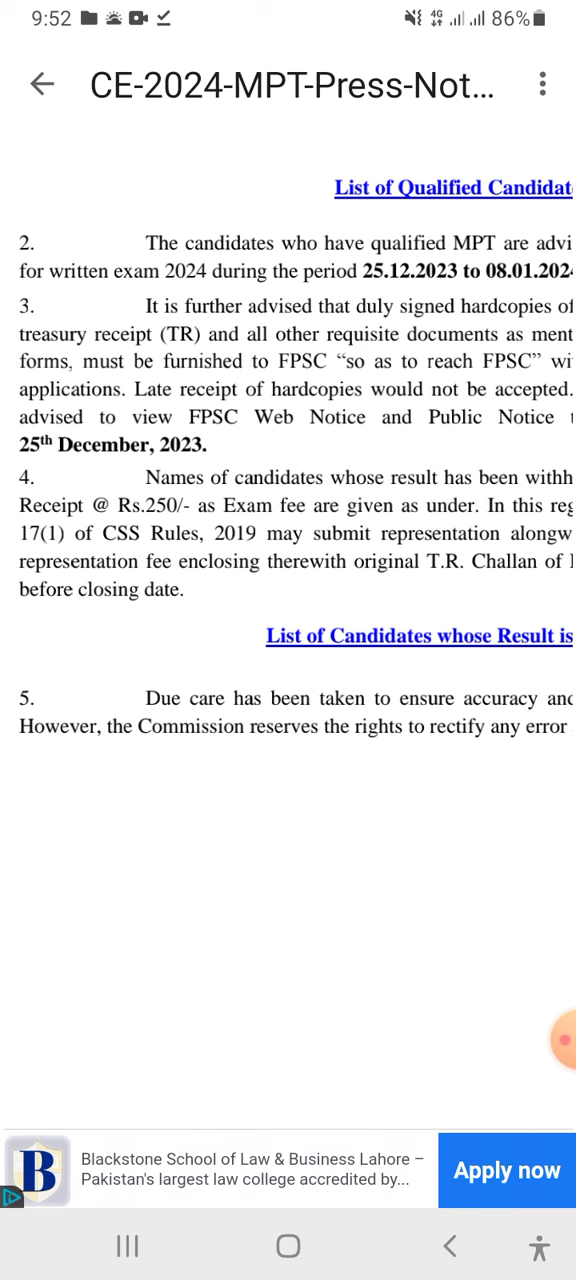 9:52
4G 86%
CE-2024-MPT-Press-Not...
List of Qualified Candidat
2. The candidates who have qualified MPT are advi
for written exam 2024 during the period 25.12.2023 to 08.01.202
3. It is further advised that duly signed hardcopies of
treasury receipt (TR) and all other requisite documents as ment
forms, must be furnished to FPSC “so as to reach FPSC” wi
applications. Late receipt of hardcopies would not be accepted.
advised to view FPSC Web Notice and Public Notice
25th December, 2023.
4. Names of candidates whose result has been withh
Receipt @ Rs.250/- as Exam fee are given as under. In this reg
17(1) of CSS Rules, 2019 may submit representation alongw
representation fee enclosing therewith original T.R. Challan of
before closing date.
List of Candidates whose Result is
5. Due care has been taken to ensure accuracy and
However, the Commission reserves the rights to rectify any error
B
Blackstone School of Law & Business Lahore –
Pakistan's largest law college accredited by...
Apply now